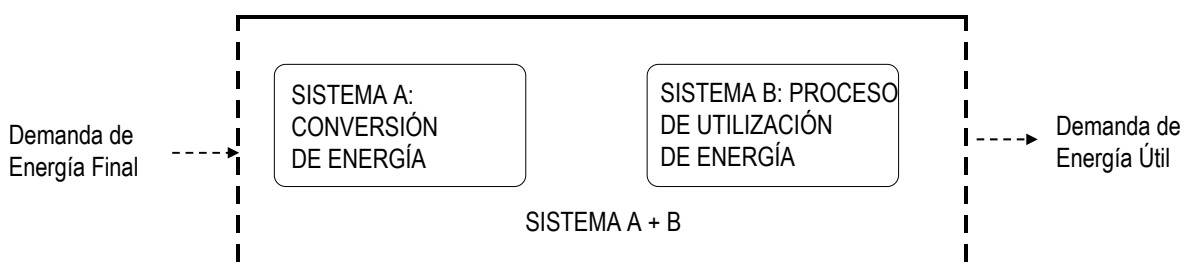 Demanda de
Energía Final
SISTEMA A:
CONVERSIÓN
DE ENERGÍA
SISTEMA B: PROCESO
DE UTILIZACIÓN
DE ENERGÍA
Demanda de
Energía Útil
SISTEMA A + B